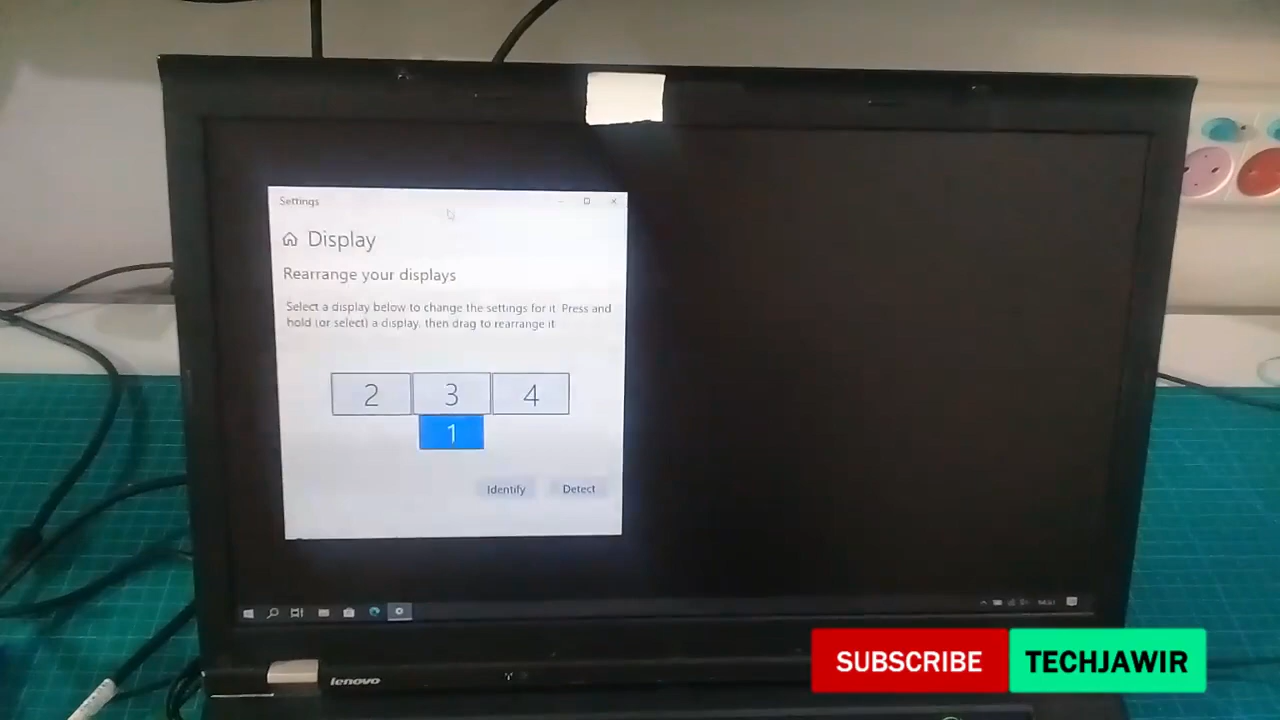 Settings
Display
Rearrange your displays
Select a display below to change the settings for it. Press and
hold (or select) a display, then drag to rearrange it.
2 3 4
1
Identify Detect
lenovo
SUBSCRIBE TECHJAWIR